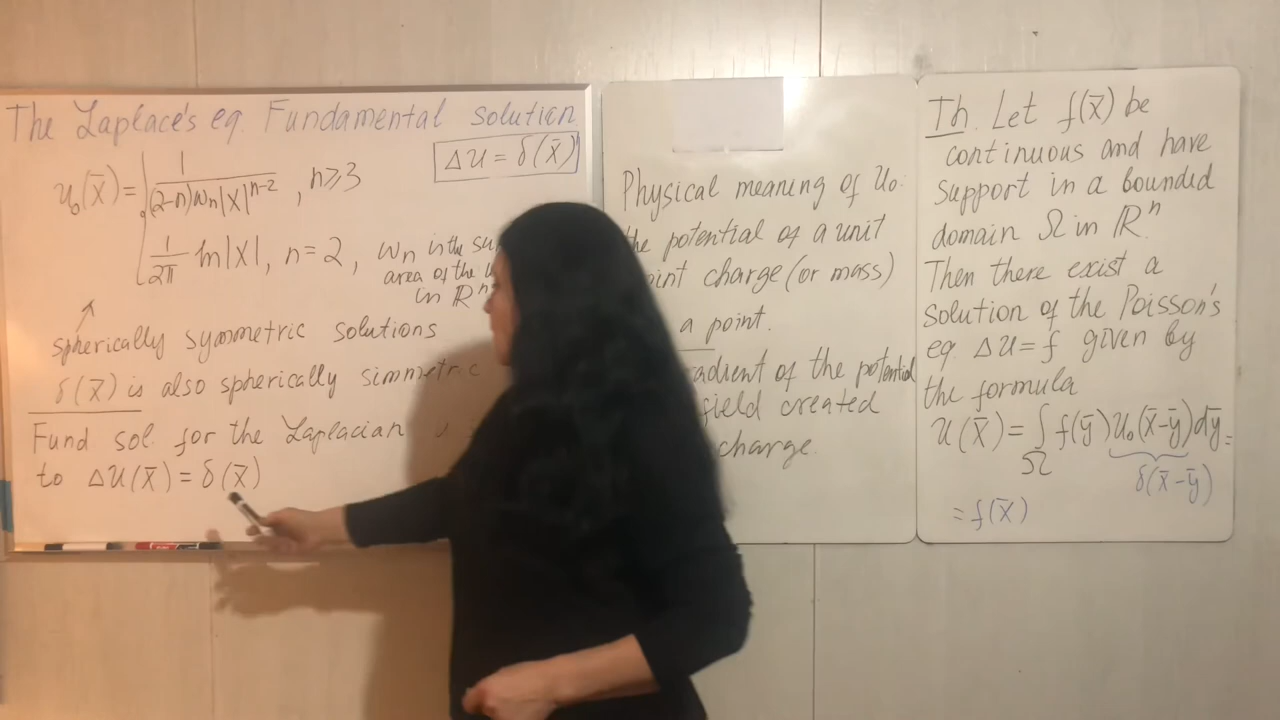 The Laplace's eq. Fundamental solution
ΔU = δ(x̄)
u₀(x̄) = { 1/((2-n)ωₙ|X|ⁿ⁻²) , n≥3
1/2π ln|X|, n = 2, ωₙ is the
area of the
in ℝⁿ
spherically symmetric solutions
δ(x̄) is also spherically simmetric
Fund sol. for the Laplacian
to ΔU(x̄) = δ(x̄)
Physical meaning of U₀:
the potential of a unit
point charge (or mass)
a point.
gradient of the potential
field created
charge.
Th. Let f(x̄) be
continuous and have
support in a bounded
domain Ω in ℝⁿ.
Then there exist a
solution of the Poisson's
eq. ΔU = f given by
the formula
U(x̄) = ∫ f(ȳ) U₀(x̄-ȳ)dȳ =
Ω
δ(x̄-ȳ)
= f(x̄)